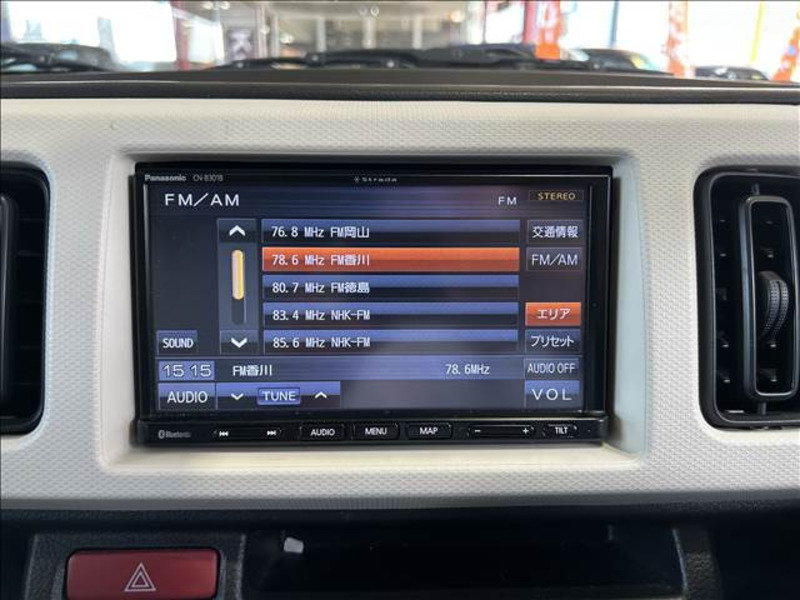 Panasonic CN-B301B Strada
FM/AM FM STEREO
76.8 MHz FM岡山 交通情報
78.6 MHz FM香川 FM/AM
80.7 MHz FM徳島
83.4 MHz NHK-FM エリア
SOUND 85.6 MHz NHK-FM プリセット
15 15 FM香川 78.6MHz AUDIO OFF
AUDIO TUNE VOL
Bluetooth AUDIO MENU MAP − + TILT